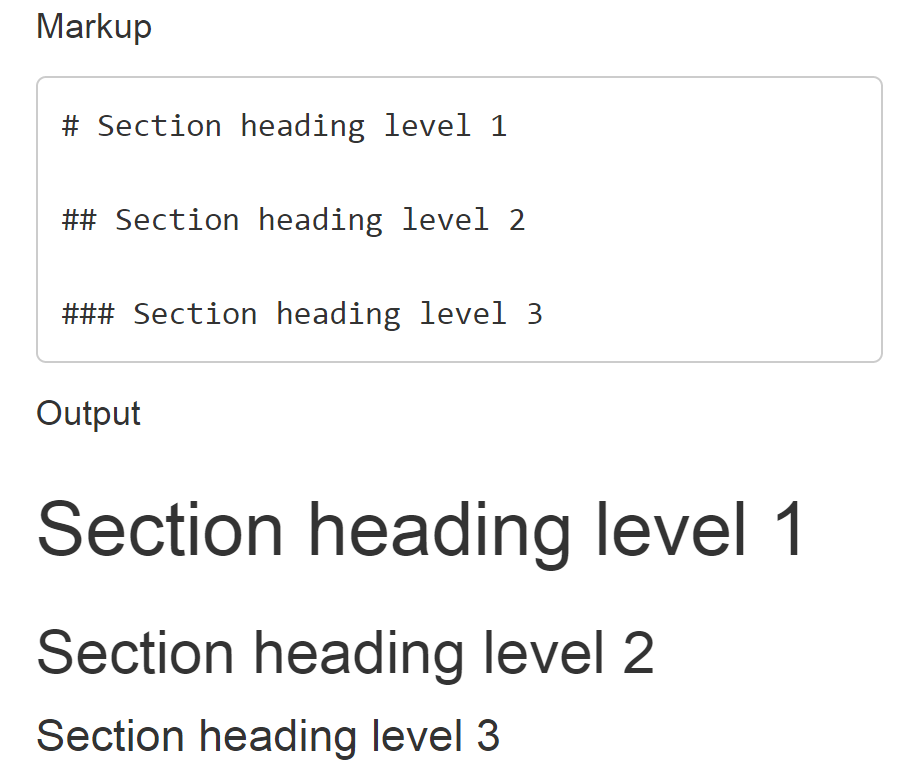 Markup
# Section heading level 1
## Section heading level 2
### Section heading level 3
Output
Section heading level 1
Section heading level 2
Section heading level 3